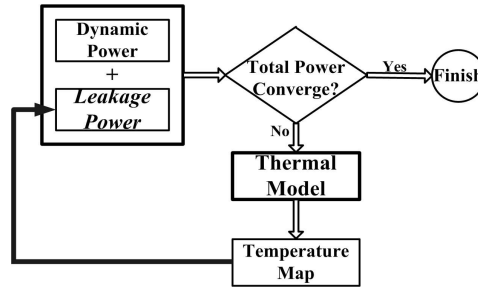 Dynamic
Power
+
Leakage
Power
Total Power
Converge?
Yes
Finish
No
Thermal
Model
Temperature
Map